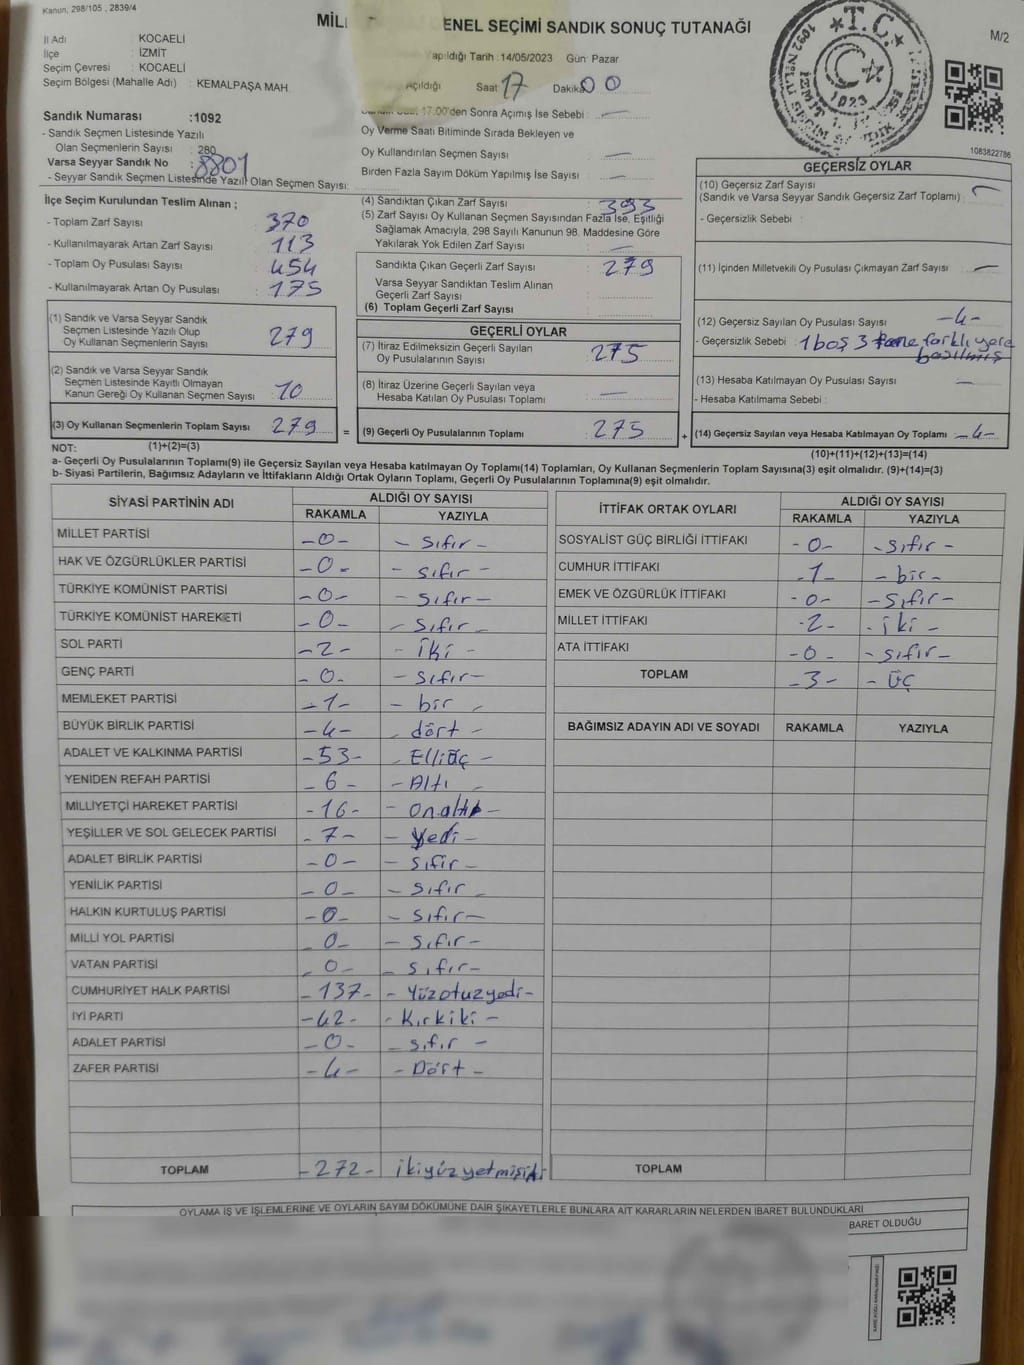 Kanun, 298/105 , 2839/4
MİL ENEL SEÇİMİ SANDIK SONUÇ TUTANAĞI
M/2
İl Adı : KOCAELİ
İlçe : İZMİT
Seçim Çevresi : KOCAELİ
Seçim Bölgesi (Mahalle Adı) : KEMALPAŞA MAH.
Yapıldığı Tarih :14/05/2023 Gün: Pazar
Açıldığı Saat 17 Dakika 00
17:00'den Sonra Açımış İse Sebebi : —
Oy Verme Saati Bitiminde Sırada Bekleyen ve
Oy Kullandırılan Seçmen Sayısı : —
Birden Fazla Sayım Döküm Yapılmış İse Sayısı : —
T.C.
1923
1083822786
Sandık Numarası :1092
- Sandık Seçmen Listesinde Yazılı
Olan Seçmenlerin Sayısı : 280
Varsa Seyyar Sandık No : 8801
- Seyyar Sandık Seçmen Listesinde Yazılı Olan Seçmen Sayısı:
İlçe Seçim Kurulundan Teslim Alınan ;
- Toplam Zarf Sayısı : 370
- Kullanılmayarak Artan Zarf Sayısı : 113
- Toplam Oy Pusulası Sayısı : 454
- Kullanılmayarak Artan Oy Pusulası : 175
(1) Sandık ve Varsa Seyyar Sandık
Seçmen Listesinde Yazılı Olup
Oy Kullanan Seçmenlerin Sayısı : 279
(2) Sandık ve Varsa Seyyar Sandık
Seçmen Listesinde Kayıtlı Olmayan
Kanun Gereği Oy Kullanan Seçmen Sayısı : 10
(3) Oy Kullanan Seçmenlerin Toplam Sayısı : 279
(1)+(2)=(3)
(4) Sandıktan Çıkan Zarf Sayısı : 393
(5) Zarf Sayısı Oy Kullanan Seçmen Sayısından Fazla İse, Eşitliği
Sağlamak Amacıyla, 298 Sayılı Kanunun 98. Maddesine Göre
Yakılarak Yok Edilen Zarf Sayısı : —
Sandıkta Çıkan Geçerli Zarf Sayısı : 279
Varsa Seyyar Sandıktan Teslim Alınan
Geçerli Zarf Sayısı :
(6) Toplam Geçerli Zarf Sayısı :
GEÇERLİ OYLAR
(7) İtiraz Edilmeksizin Geçerli Sayılan
Oy Pusulalarının Sayısı : 275
(8) İtiraz Üzerine Geçerli Sayılan veya
Hesaba Katılan Oy Pusulası Toplamı : —
= (9) Geçerli Oy Pusulalarının Toplamı : 275
GEÇERSİZ OYLAR
(10) Geçersiz Zarf Sayısı
(Sandık ve Varsa Seyyar Sandık Geçersiz Zarf Toplamı) : —
- Geçersizlik Sebebi :
(11) İçinden Milletvekili Oy Pusulası Çıkmayan Zarf Sayısı : —
(12) Geçersiz Sayılan Oy Pusulası Sayısı : -4-
- Geçersizlik Sebebi : 1 boş 3 tane farklı yere
basılmış
(13) Hesaba Katılmayan Oy Pusulası Sayısı : —
- Hesaba Katılmama Sebebi :
+ (14) Geçersiz Sayılan veya Hesaba Katılmayan Oy Toplamı : -4-
(10)+(11)+(12)+(13)=(14)
NOT:
a- Geçerli Oy Pusulalarının Toplamı(9) ile Geçersiz Sayılan veya Hesaba katılmayan Oy Toplamı(14) Toplamları, Oy Kullanan Seçmenlerin Toplam Sayısına(3) eşit olmalıdır. (9)+(14)=(3)
b- Siyasi Partilerin, Bağımsız Adayların ve İttifakların Aldığı Ortak Oyların Toplamı, Geçerli Oy Pusulalarının Toplamına(9) eşit olmalıdır.
SİYASİ PARTİNİN ADI ALDIĞI OY SAYISI
RAKAMLA YAZIYLA
MİLLET PARTİSİ -0- - Sıfır -
HAK VE ÖZGÜRLÜKLER PARTİSİ -0- - Sıfır -
TÜRKİYE KOMÜNİST PARTİSİ -0- - Sıfır -
TÜRKİYE KOMÜNİST HAREKETİ -0- - Sıfır -
SOL PARTİ -2- - İki -
GENÇ PARTİ -0- - Sıfır -
MEMLEKET PARTİSİ -1- - bir -
BÜYÜK BİRLİK PARTİSİ -4- - dört -
ADALET VE KALKINMA PARTİSİ -53- - Elliüç -
YENİDEN REFAH PARTİSİ -6- - Altı -
MİLLİYETÇİ HAREKET PARTİSİ -16- - Onaltı -
YEŞİLLER VE SOL GELECEK PARTİSİ -7- - Yedi -
ADALET BİRLİK PARTİSİ -0- - Sıfır -
YENİLİK PARTİSİ -0- - Sıfır -
HALKIN KURTULUŞ PARTİSİ -0- - Sıfır -
MİLLİ YOL PARTİSİ -0- - Sıfır -
VATAN PARTİSİ -0- - Sıfır -
CUMHURİYET HALK PARTİSİ -137- - Yüzotuzyedi -
İYİ PARTİ -42- - Kırkiki -
ADALET PARTİSİ -0- - sıfır -
ZAFER PARTİSİ -4- - Dört -
TOPLAM -272- ikiyüzyetmişiki
İTTİFAK ORTAK OYLARI ALDIĞI OY SAYISI
RAKAMLA YAZIYLA
SOSYALİST GÜÇ BİRLİĞİ İTTİFAKI -0- - Sıfır -
CUMHUR İTTİFAKI -1- - bir -
EMEK VE ÖZGÜRLÜK İTTİFAKI -0- - Sıfır -
MİLLET İTTİFAKI -2- - iki -
ATA İTTİFAKI -0- - sıfır -
TOPLAM -3- - ÜÇ
BAĞIMSIZ ADAYIN ADI VE SOYADI RAKAMLA YAZIYLA
TOPLAM
OYLAMA İŞ VE İŞLEMLERİNE VE OYLARIN SAYIM DÖKÜMÜNE DAİR ŞİKAYETLERLE BUNLARA AİT KARARLARIN NELERDEN İBARET BULUNDUKLARI
BARET OLDUĞU